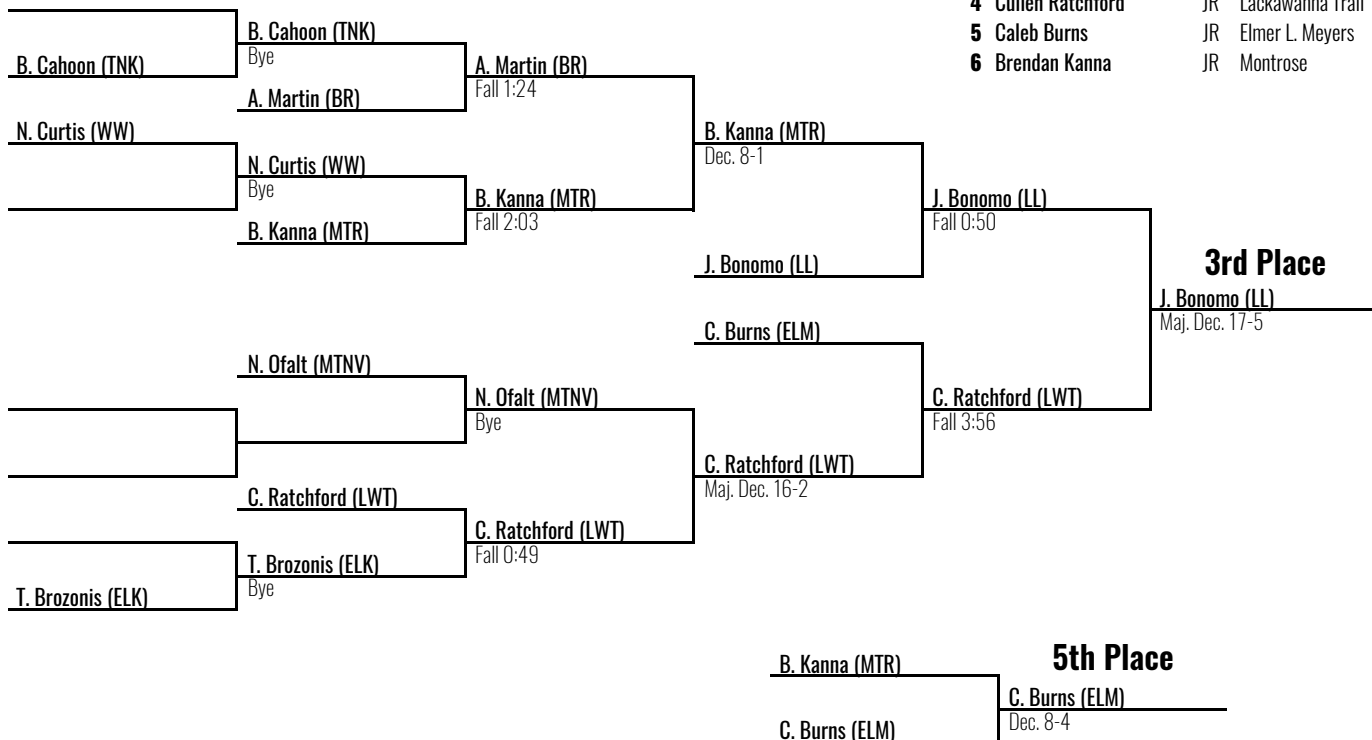 4 Cullen Ratchford JR Lackawanna Trail
5 Caleb Burns JR Elmer L. Meyers
6 Brendan Kanna JR Montrose
B. Cahoon (TNK)
B. Cahoon (TNK)
Bye
A. Martin (BR)
A. Martin (BR)
Fall 1:24
N. Curtis (WW)
N. Curtis (WW)
Bye
B. Kanna (MTR)
B. Kanna (MTR)
Fall 2:03
B. Kanna (MTR)
Dec. 8-1
J. Bonomo (LL)
J. Bonomo (LL)
Fall 0:50
3rd Place
J. Bonomo (LL)
Maj. Dec. 17-5
C. Burns (ELM)
N. Ofalt (MTNV)
N. Ofalt (MTNV)
Bye
C. Ratchford (LWT)
Fall 3:56
C. Ratchford (LWT)
Maj. Dec. 16-2
C. Ratchford (LWT)
C. Ratchford (LWT)
Fall 0:49
T. Brozonis (ELK)
T. Brozonis (ELK)
Bye
5th Place
B. Kanna (MTR)
C. Burns (ELM)
C. Burns (ELM)
Dec. 8-4